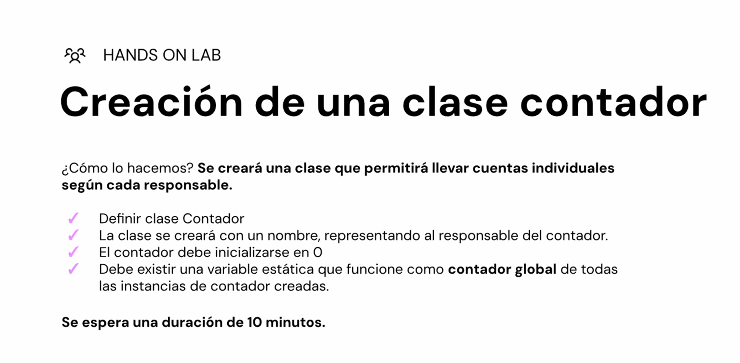 HANDS ON LAB
Creación de una clase contador
¿Cómo lo hacemos? Se creará una clase que permitirá llevar cuentas individuales
según cada responsable.
✓ Definir clase Contador
✓ La clase se creará con un nombre, representando al responsable del contador.
✓ El contador debe inicializarse en 0
✓ Debe existir una variable estática que funcione como contador global de todas
las instancias de contador creadas.
Se espera una duración de 10 minutos.